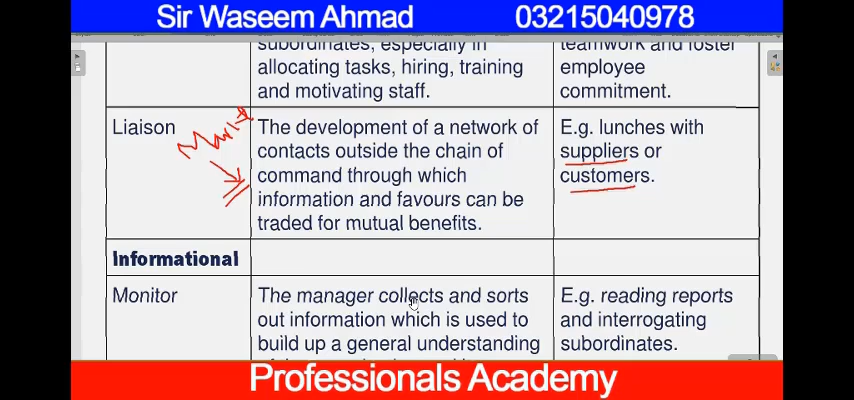 Sir Waseem Ahmad 03215040978
subordinates, especially in
allocating tasks, hiring, training
and motivating staff.
teamwork and foster
employee
commitment.
Liaison
The development of a network of
contacts outside the chain of
command through which
information and favours can be
traded for mutual benefits.
E.g. lunches with
suppliers or
customers.
Informational
Monitor
The manager collects and sorts
out information which is used to
build up a general understanding
E.g. reading reports
and interrogating
subordinates.
Professionals Academy